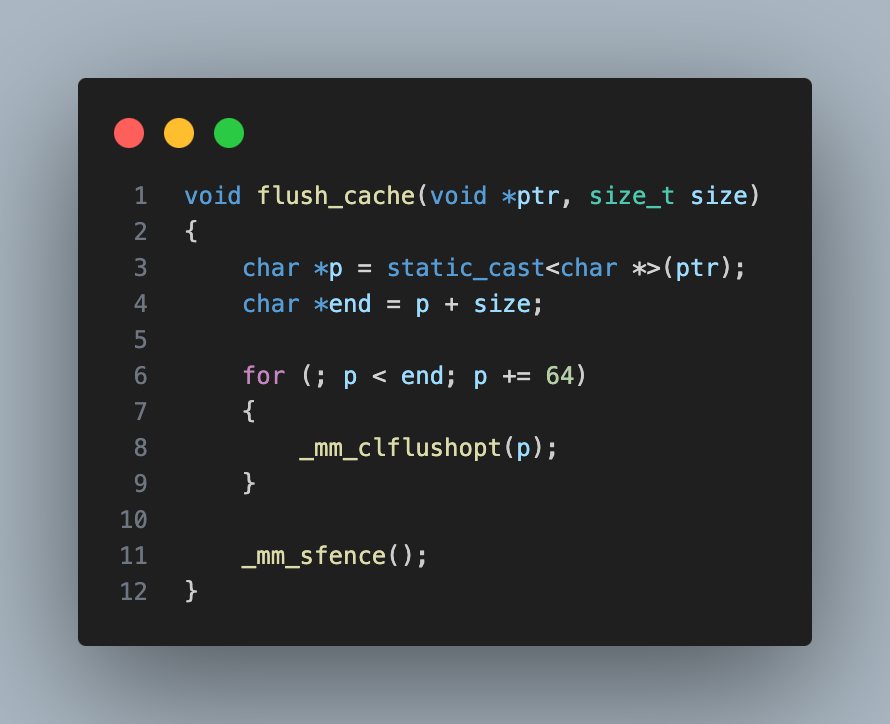 1 void flush_cache(void *ptr, size_t size)
2 {
3     char *p = static_cast<char *>(ptr);
4     char *end = p + size;
5
6     for (; p < end; p += 64)
7     {
8         _mm_clflushopt(p);
9     }
10
11     _mm_sfence();
12 }